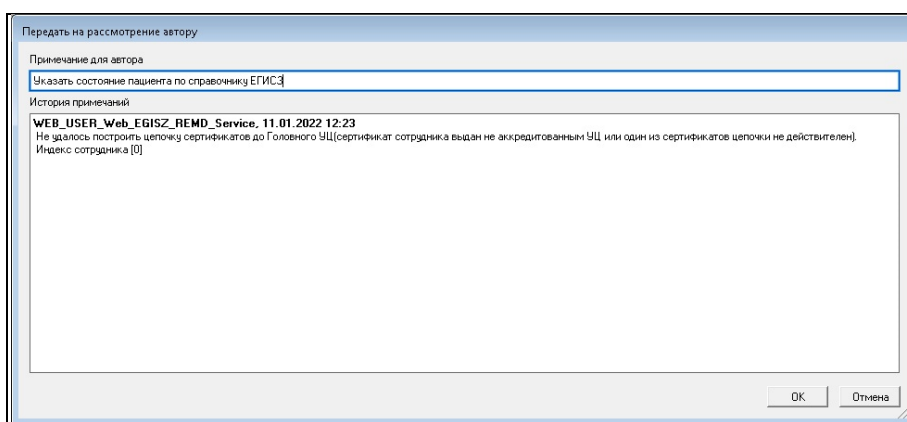 Передать на рассмотрение автору
Примечание для автора
Указать состояние пациента по справочнику ЕГИСЗ
История примечаний
WEB_USER_Web_EGISZ_REMD_Service, 11.01.2022 12:23
Не удалось построить цепочку сертификатов до Головного УЦ(сертификат сотрудника выдан не аккредитованным УЦ или один из сертификатов цепочки не действителен).
Индекс сотрудника [0]
ОК Отмена